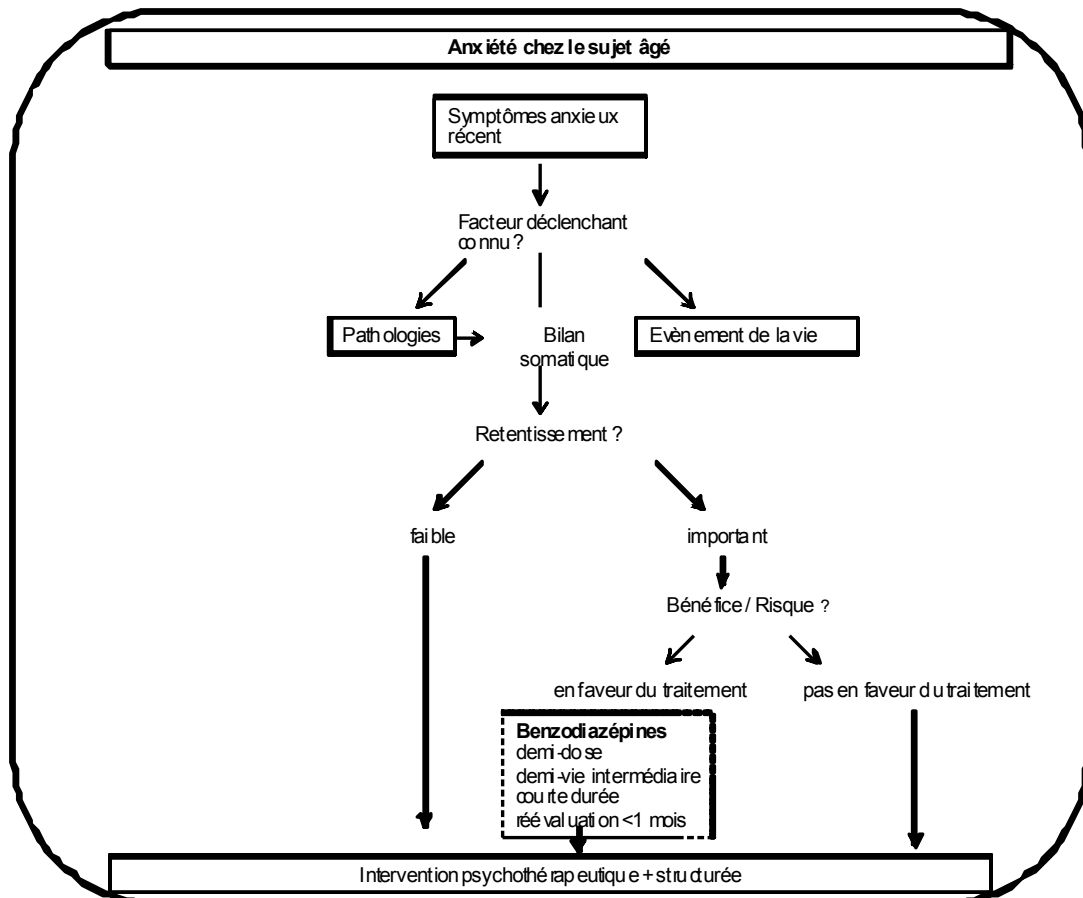 Anxiété chez le sujet âgé
Symptômes anxieux
récent
Facteur déclenchant
connu ?
Pathologies
Bilan
somatique
Evènement de la vie
Retentissement ?
faible
important
Bénéfice / Risque ?
en faveur du traitement
pas en faveur du traitement
Benzodiazépines
demi-dose
demi-vie intermédiaire
courte durée
réévaluation <1 mois
Intervention psychothérapeutique + structurée